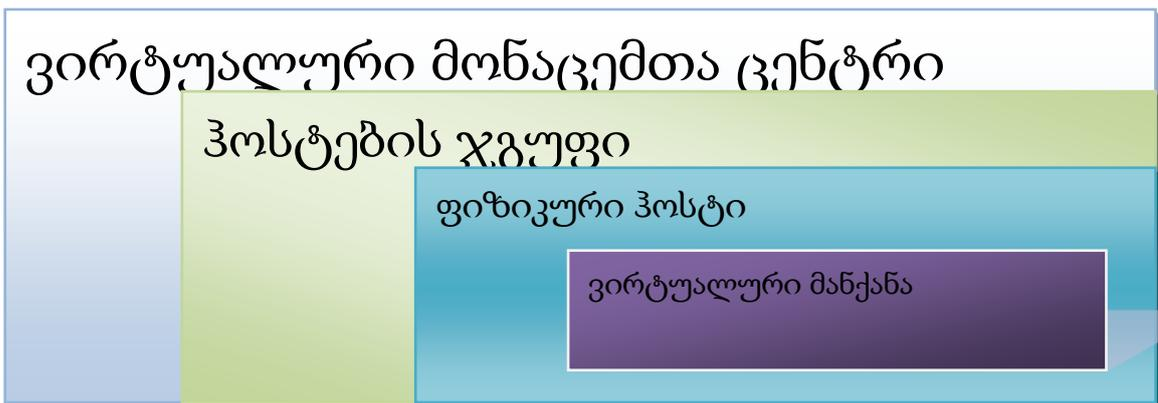 ვირტუალური მონაცემთა ცენტრი
ჰოსტების ჯგუფი
ფიზიკური ჰოსტი
ვირტუალური მანქანა